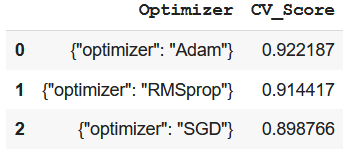 Optimizer CV_Score
0 {"optimizer": "Adam"} 0.922187
1 {"optimizer": "RMSprop"} 0.914417
2 {"optimizer": "SGD"} 0.898766